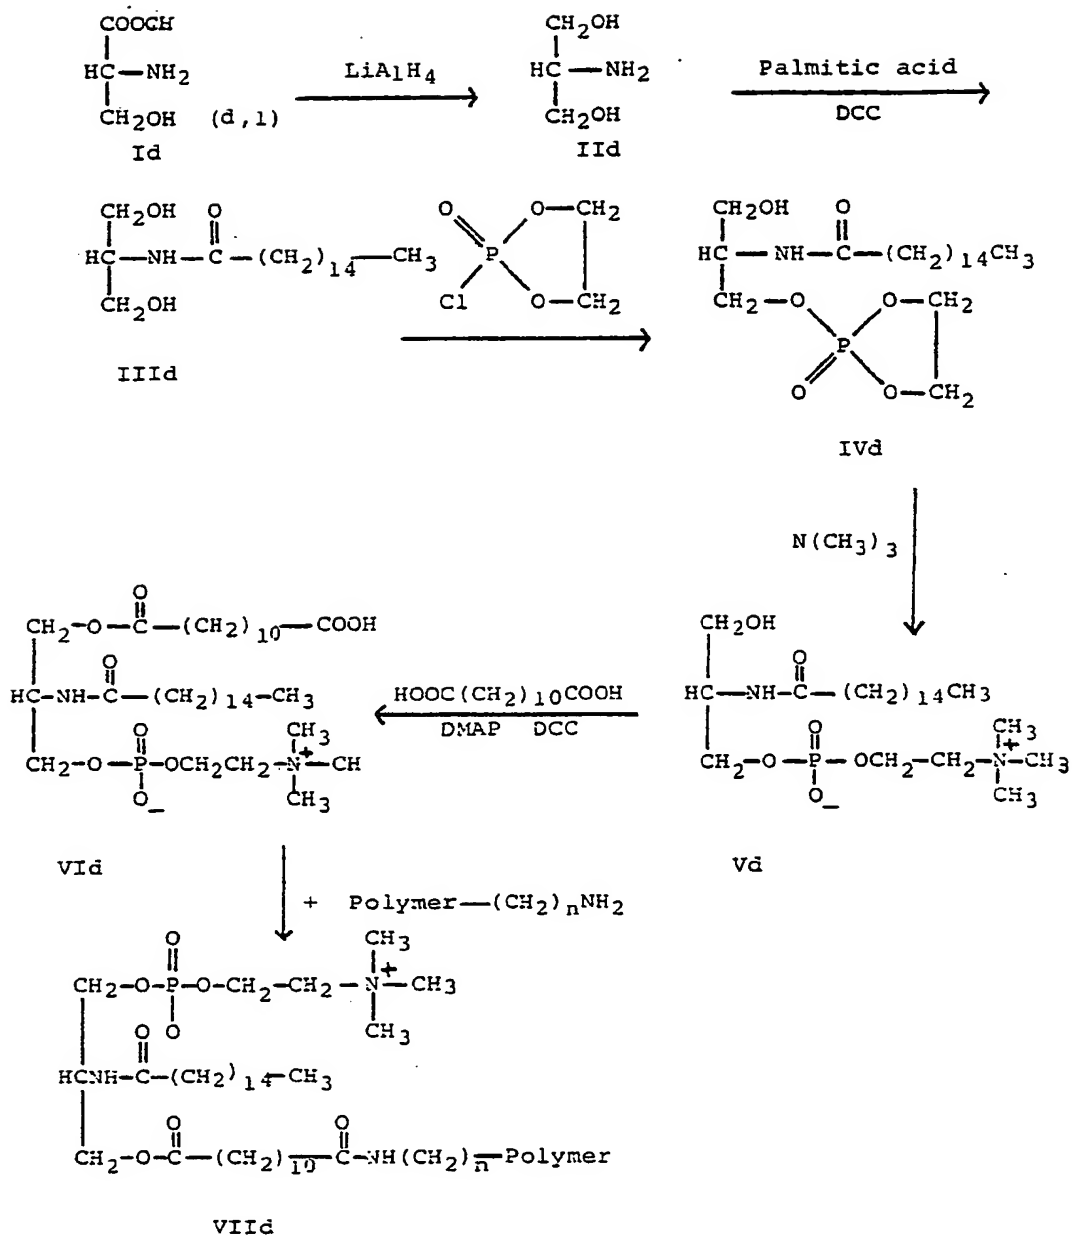 COOCH CH2OH
HC—NH2 LiAlH4 HC—NH2 Palmitic acid
DCC
CH2OH (d,l) CH2OH
Id IId
CH2OH O O O—CH2 CH2OH O
HC—NH—C—(CH2)14—CH3 P HC—NH—C—(CH2)14CH3
CH2OH Cl O—CH2 CH2—O O—CH2
P
IIId O O—CH2
IVd
N(CH3)3
O
CH2—O—C—(CH2)10—COOH CH2OH
O O
HC—NH—C—(CH2)14—CH3 HOOC(CH2)10COOH HC—NH—C—(CH2)14CH3
DMAP DCC
O CH3 O CH3
CH2—O—P—OCH2CH2—N+—CH CH2—O—P—OCH2—CH2—N+—CH3
O− CH3 O− CH3
VId Vd
+ Polymer—(CH2)nNH2
O CH3
CH2—O—P—O—CH2—CH2—N+—CH3
O CH3
O
HCNH—C—(CH2)14—CH3
O O
CH2—O—C—(CH2)10—C—NH(CH2)n—Polymer
VIId